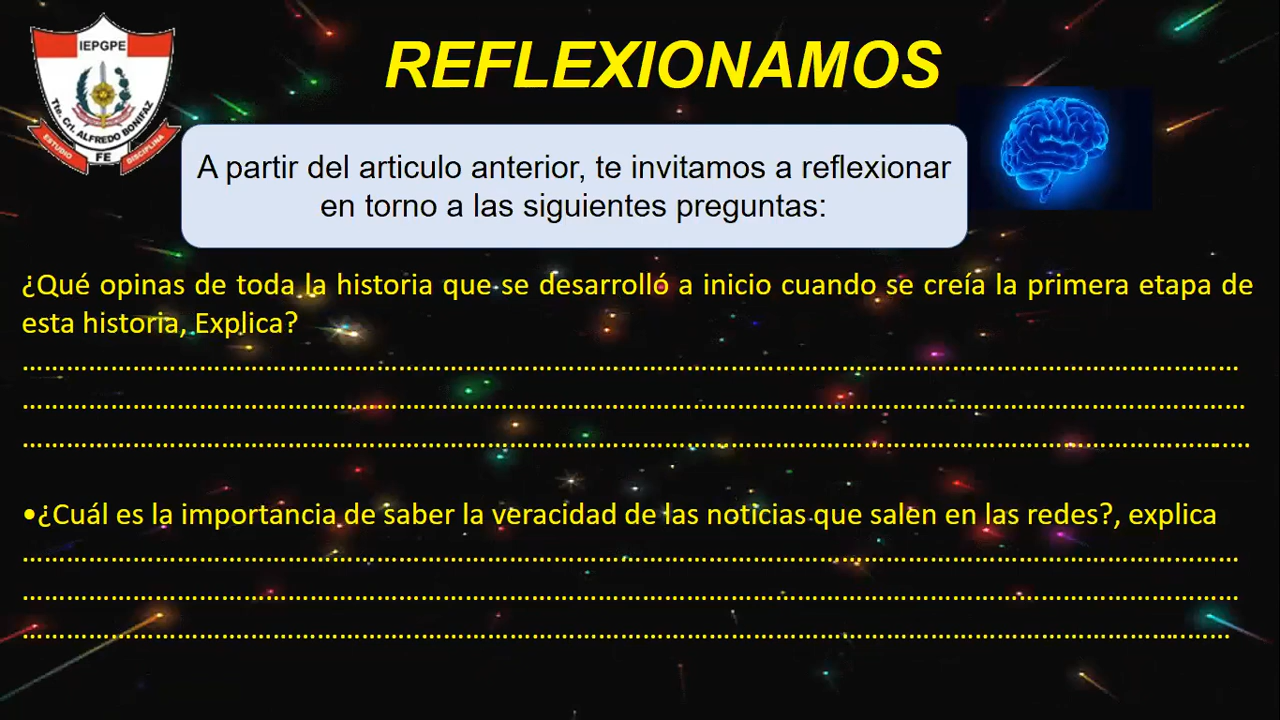 IEPGPE
Tte. Crl. ALFREDO BONIFAZ
ESTUDIO
FE
DISCIPLINA
REFLEXIONAMOS
A partir del articulo anterior, te invitamos a reflexionar
en torno a las siguientes preguntas:
¿Qué opinas de toda la historia que se desarrolló a inicio cuando se creía la primera etapa de
esta historia, Explica?
•¿Cuál es la importancia de saber la veracidad de las noticias que salen en las redes?, explica